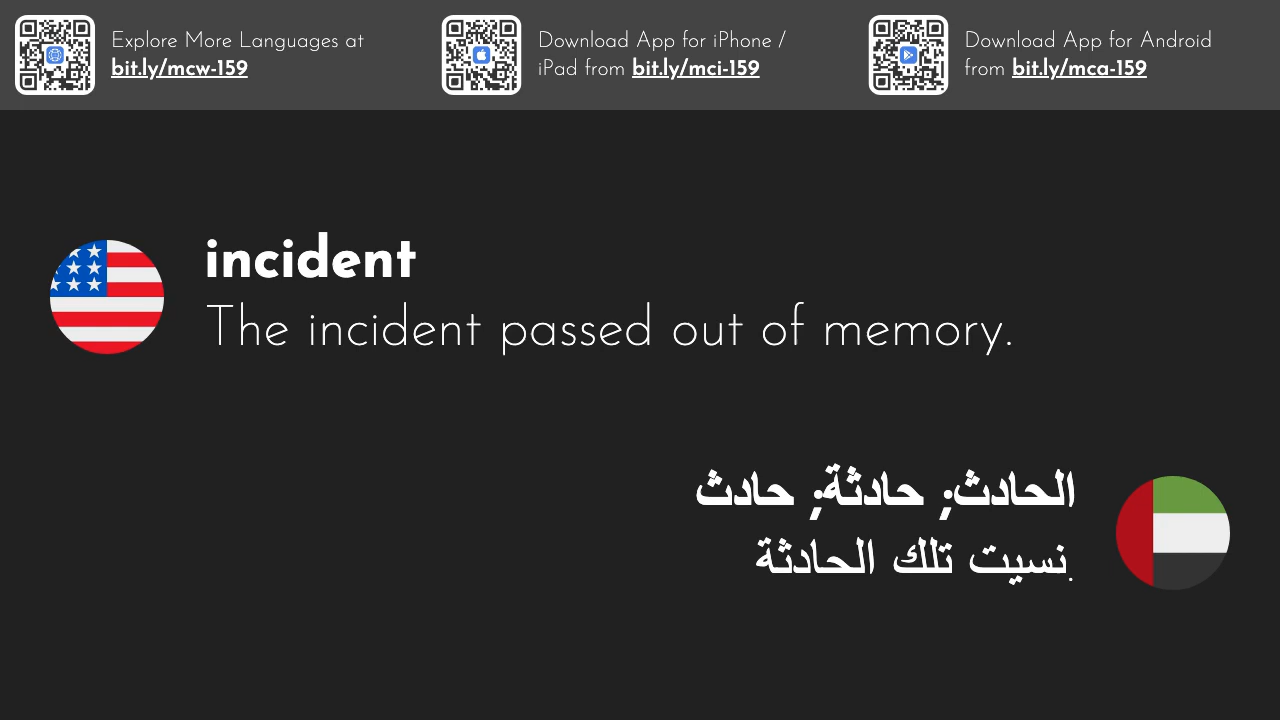 Explore More Languages at
bit.ly/mcw-159
Download App for iPhone /
iPad from bit.ly/mci-159
Download App for Android
from bit.ly/mca-159
incident
The incident passed out of memory.
الحادث; حادثة; حادث
نسيت تلك الحادثة.